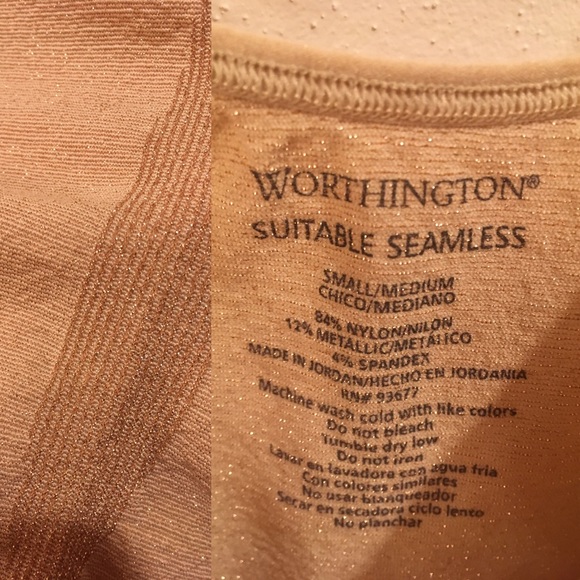 WORTHINGTON®
SUITABLE SEAMLESS
SMALL/MEDIUM
CHICO/MEDIANO
84% NYLON/NILON
12% METALLIC/METALICO
4% SPANDEX
MADE IN JORDAN/HECHO EN JORDANIA
RN# 93677
Machine wash cold with like colors
Do not bleach
Tumble dry low
Do not iron
Lavar en lavadora con agua fria
Con colores similares
No usar blanqueador
Secar en secadora ciclo lento
No planchar